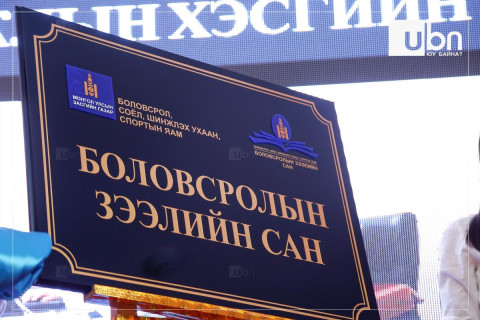 ЛЫН ХЭСГИЙН
ubn
ЮУ БАЙНА?
МОНГОЛ УЛСЫН
ЗАСГИЙН ГАЗАР
БОЛОВСРОЛ,
СОЁЛ, ШИНЖЛЭХ УХААН,
СПОРТЫН ЯАМ
БОЛОВСРОЛЫН ЗЭЭЛИЙН
САН
БОЛОВСРОЛЫН
ЗЭЭЛИЙН САН